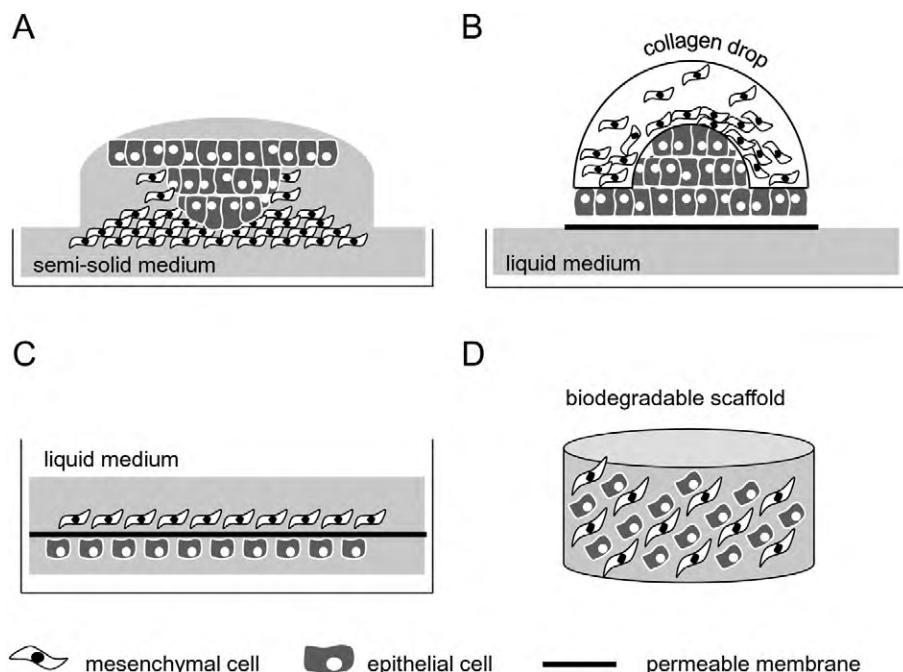 A
B
collagen drop
semi-solid medium
liquid medium
C
D
liquid medium
biodegradable scaffold
mesenchymal cell
epithelial cell
permeable membrane